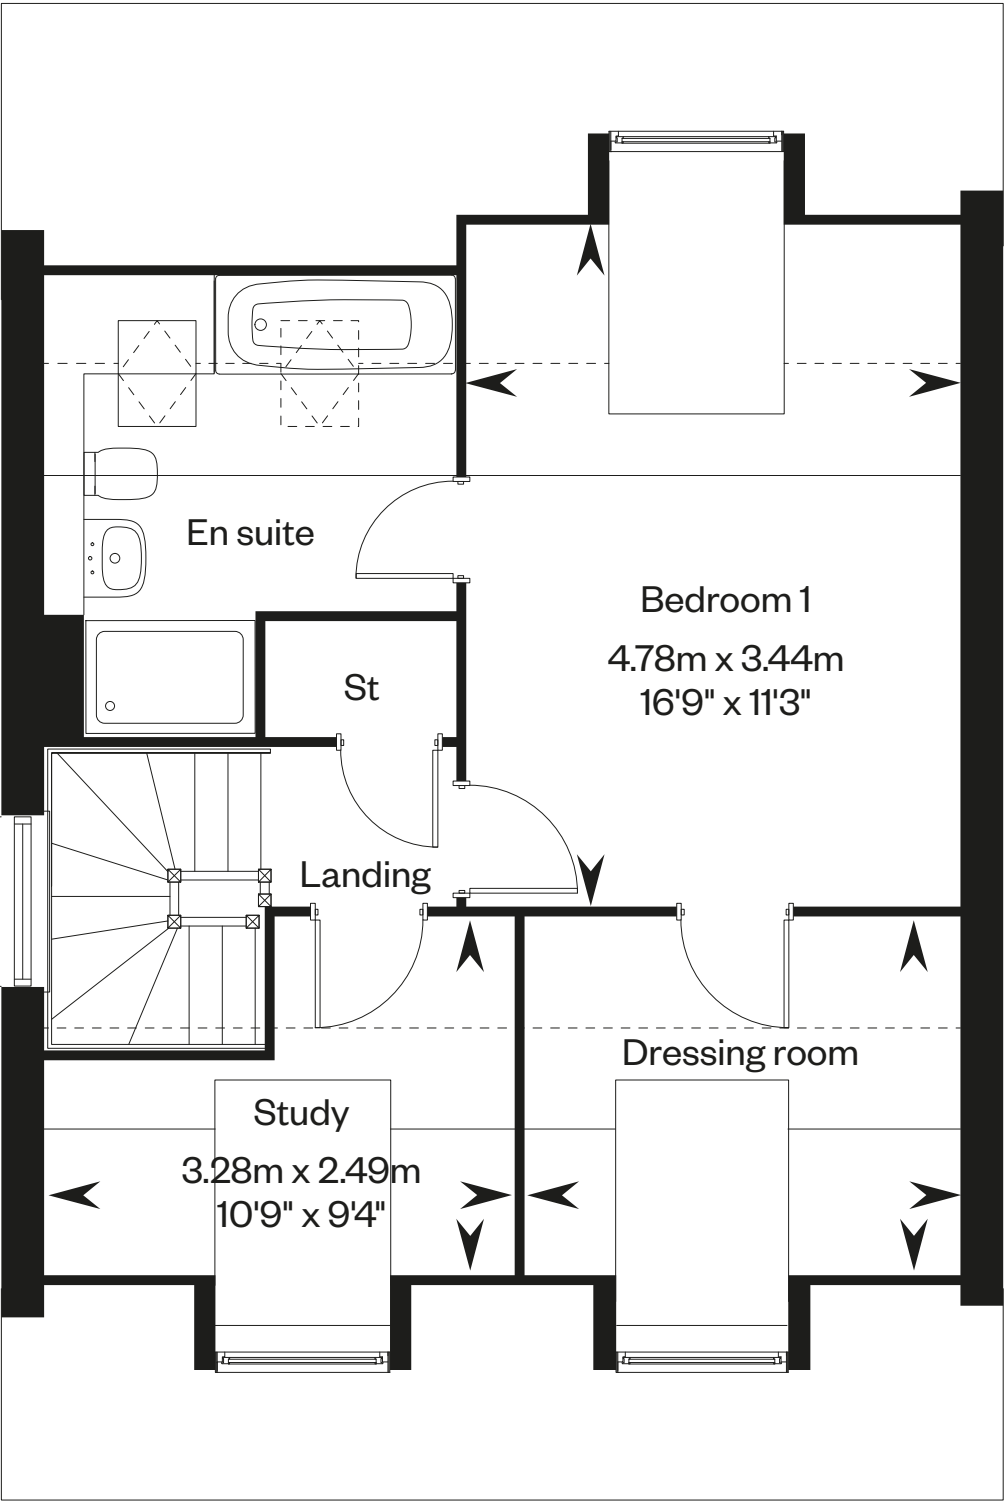 En suite
Bedroom 1
4.78m x 3.44m
16'9" x 11'3"
St
Landing
Dressing room
Study
3.28m x 2.49m
10'9" x 9'4"